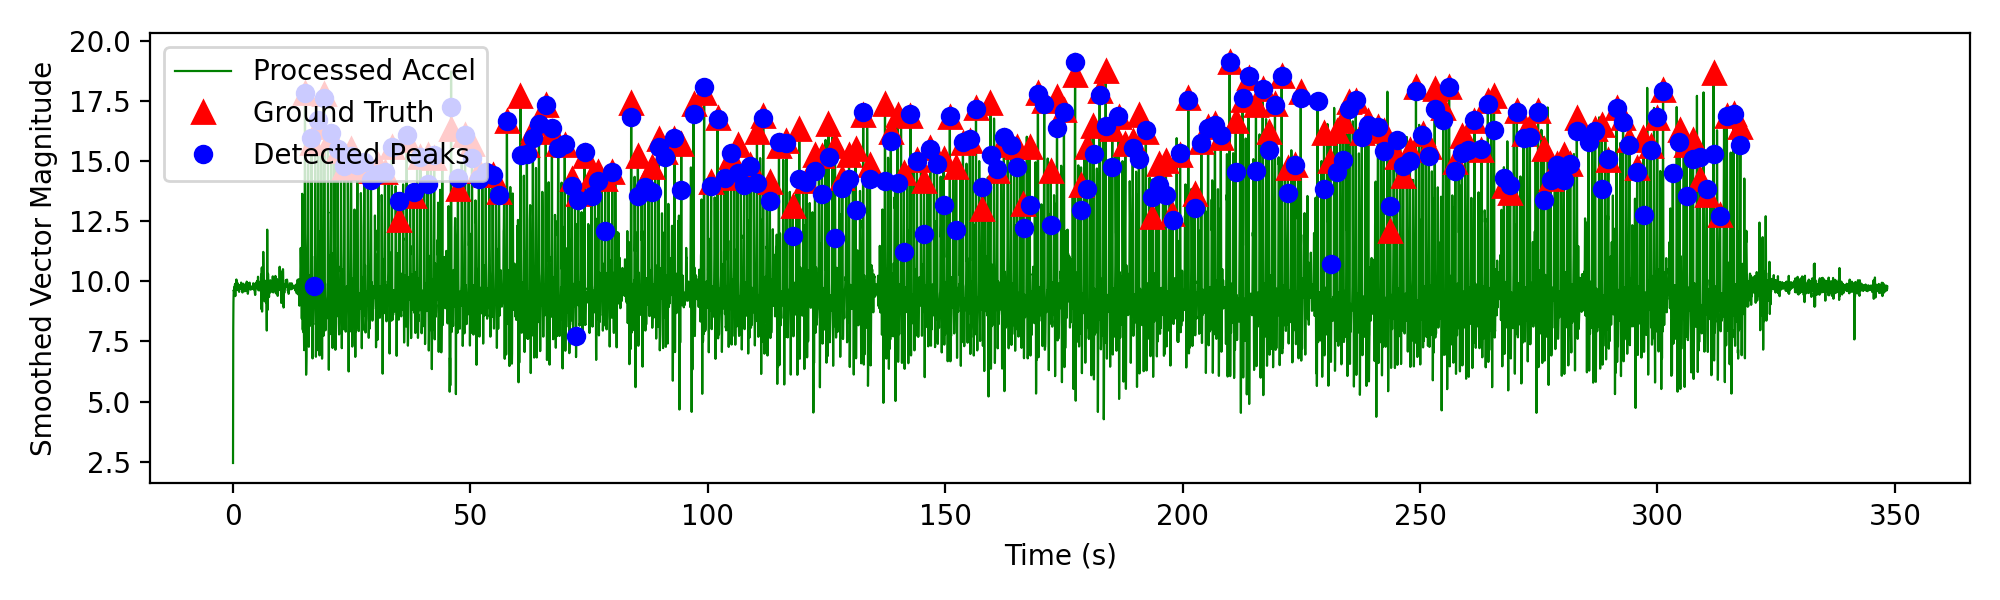 20.0
17.5
15.0
12.5
10.0
7.5
5.0
2.5
Smoothed Vector Magnitude
Processed Accel
Ground Truth
Detected Peaks
0 50 100 150 200 250 300 350
Time (s)